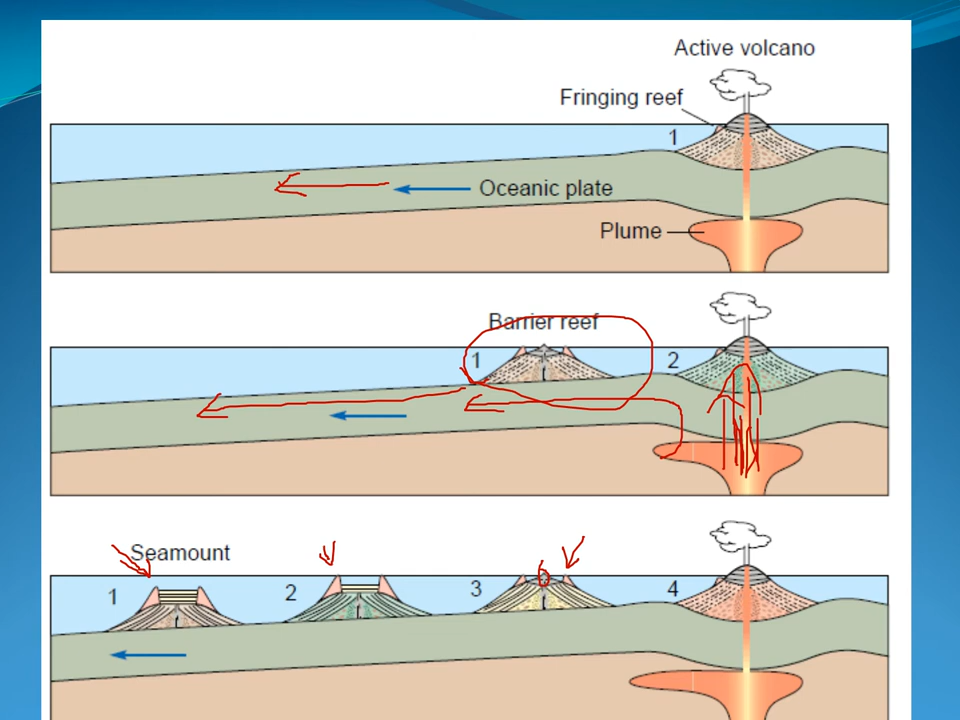 Active volcano
Fringing reef
1
Oceanic plate
Plume
Barrier reef
1
2
Seamount
1
2
3
4